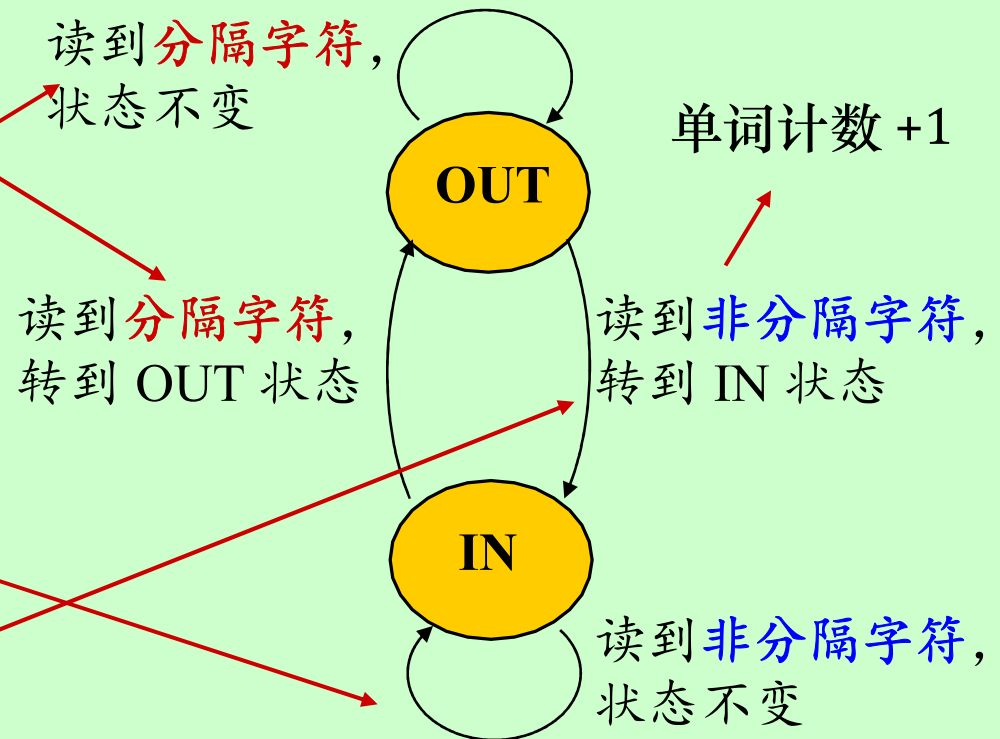 读到分隔字符，
状态不变
单词计数 +1
OUT
读到分隔字符，
转到 OUT 状态
读到非分隔字符，
转到 IN 状态
IN
读到非分隔字符，
状态不变